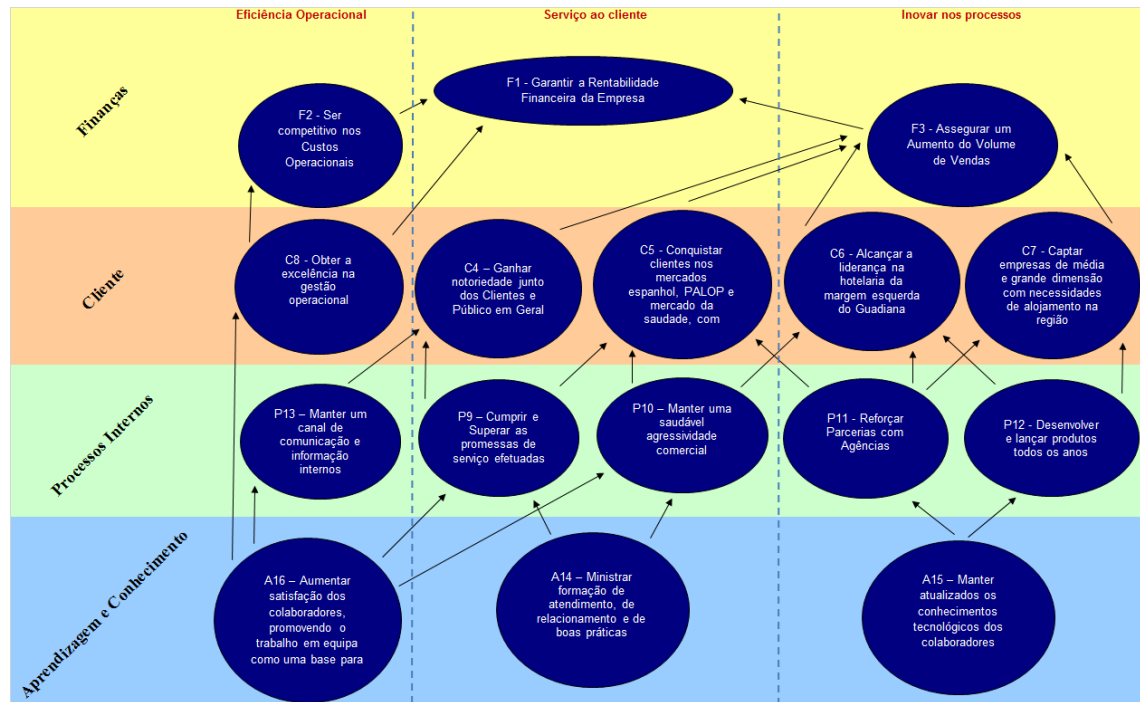 Eficiência Operacional
Serviço ao cliente
Inovar nos processos
Finanças
F1 - Garantir a Rentabilidade
Financeira da Empresa
F2 - Ser
competitivo nos
Custos
Operacionais
F3 - Assegurar um
Aumento do Volume
de Vendas
Cliente
C8 - Obter a
excelência na
gestão
operacional
C4 – Ganhar
notoriedade junto
dos Clientes e
Público em Geral
C5 - Conquistar
clientes nos
mercados
espanhol, PALOP e
mercado da
saudade, com
C6 - Alcançar a
liderança na
hotelaria da
margem esquerda
do Guadiana
C7 - Captar
empresas de média
e grande dimensão
com necessidades
de alojamento na
região
Processos Internos
P13 – Manter um
canal de
comunicação e
informação
internos
P9 – Cumprir e
Superar as
promessas de
serviço efetuadas
P10 – Manter uma
saudável
agressividade
comercial
P11 - Reforçar
Parcerias com
Agências
P12 - Desenvolver
e lançar produtos
todos os anos
Aprendizagem e Conhecimento
A16 – Aumentar
satisfação dos
colaboradores,
promovendo o
trabalho em equipa
como uma base para
A14 – Ministrar
formação de
atendimento, de
relacionamento e de
boas práticas
A15 – Manter
atualizados os
conhecimentos
tecnológicos dos
colaboradores